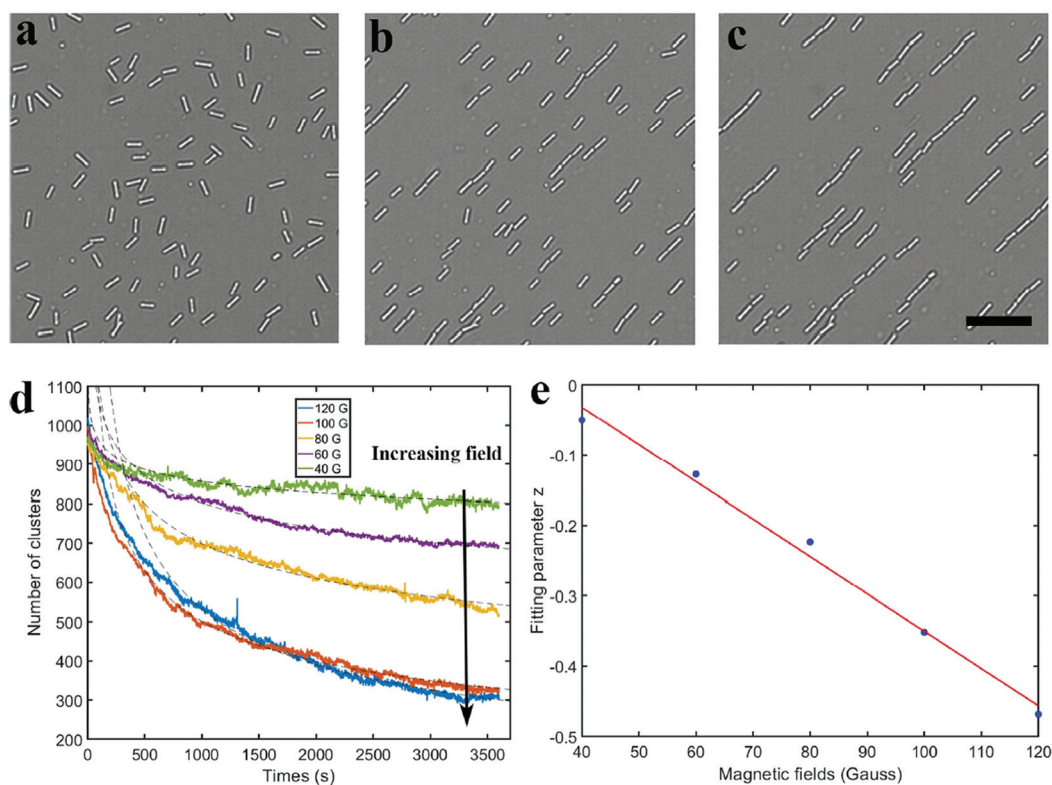 a
b
c
d
1100
1000
900
800
700
600
500
400
300
200
Number of clusters
0 500 1000 1500 2000 2500 3000 3500
Times (s)
120 G
100 G
80 G
60 G
40 G
Increasing field
e
0
-0.1
-0.2
-0.3
-0.4
-0.5
Fitting parameter z
40 50 60 70 80 90 100 110 120
Magnetic fields (Gauss)